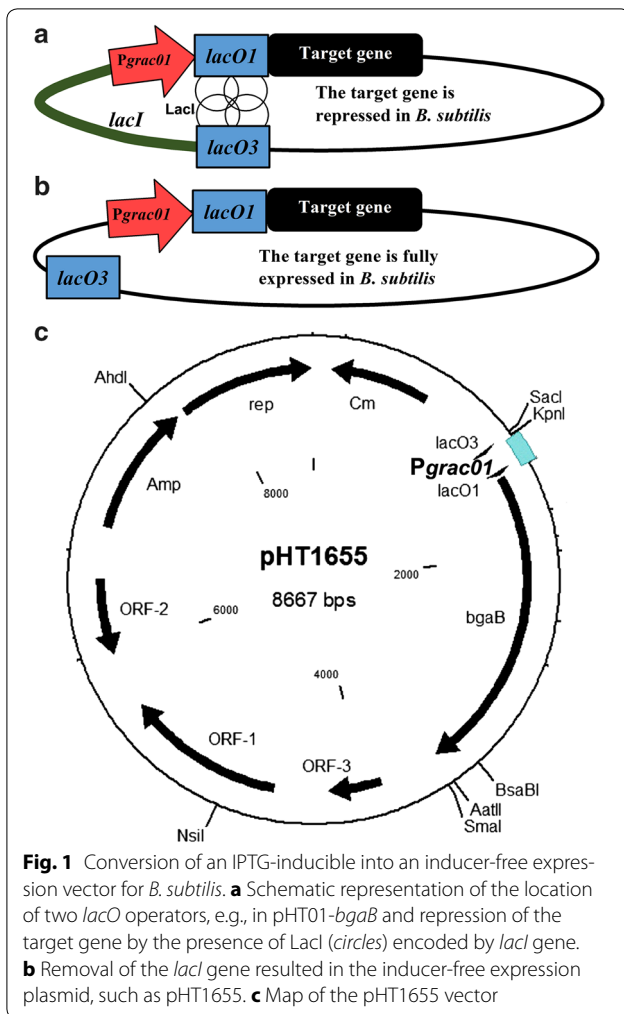 a
Pgrac01
lacO1
Target gene
lacI
LacI
The target gene is
repressed in B. subtilis
lacO3
b
Pgrac01
lacO1
Target gene
The target gene is fully
expressed in B. subtilis
lacO3
c
AhdI
rep
Cm
SacI
KpnI
lacO3
Pgrac01
lacO1
Amp
8000
pHT1655
8667 bps
2000
bgaB
ORF-2
6000
4000
ORF-1
ORF-3
BsaBI
AatII
SmaI
NsiI
Fig. 1 Conversion of an IPTG-inducible into an inducer-free expres-
sion vector for B. subtilis. a Schematic representation of the location
of two lacO operators, e.g., in pHT01-bgaB and repression of the
target gene by the presence of LacI (circles) encoded by lacI gene.
b Removal of the lacI gene resulted in the inducer-free expression
plasmid, such as pHT1655. c Map of the pHT1655 vector